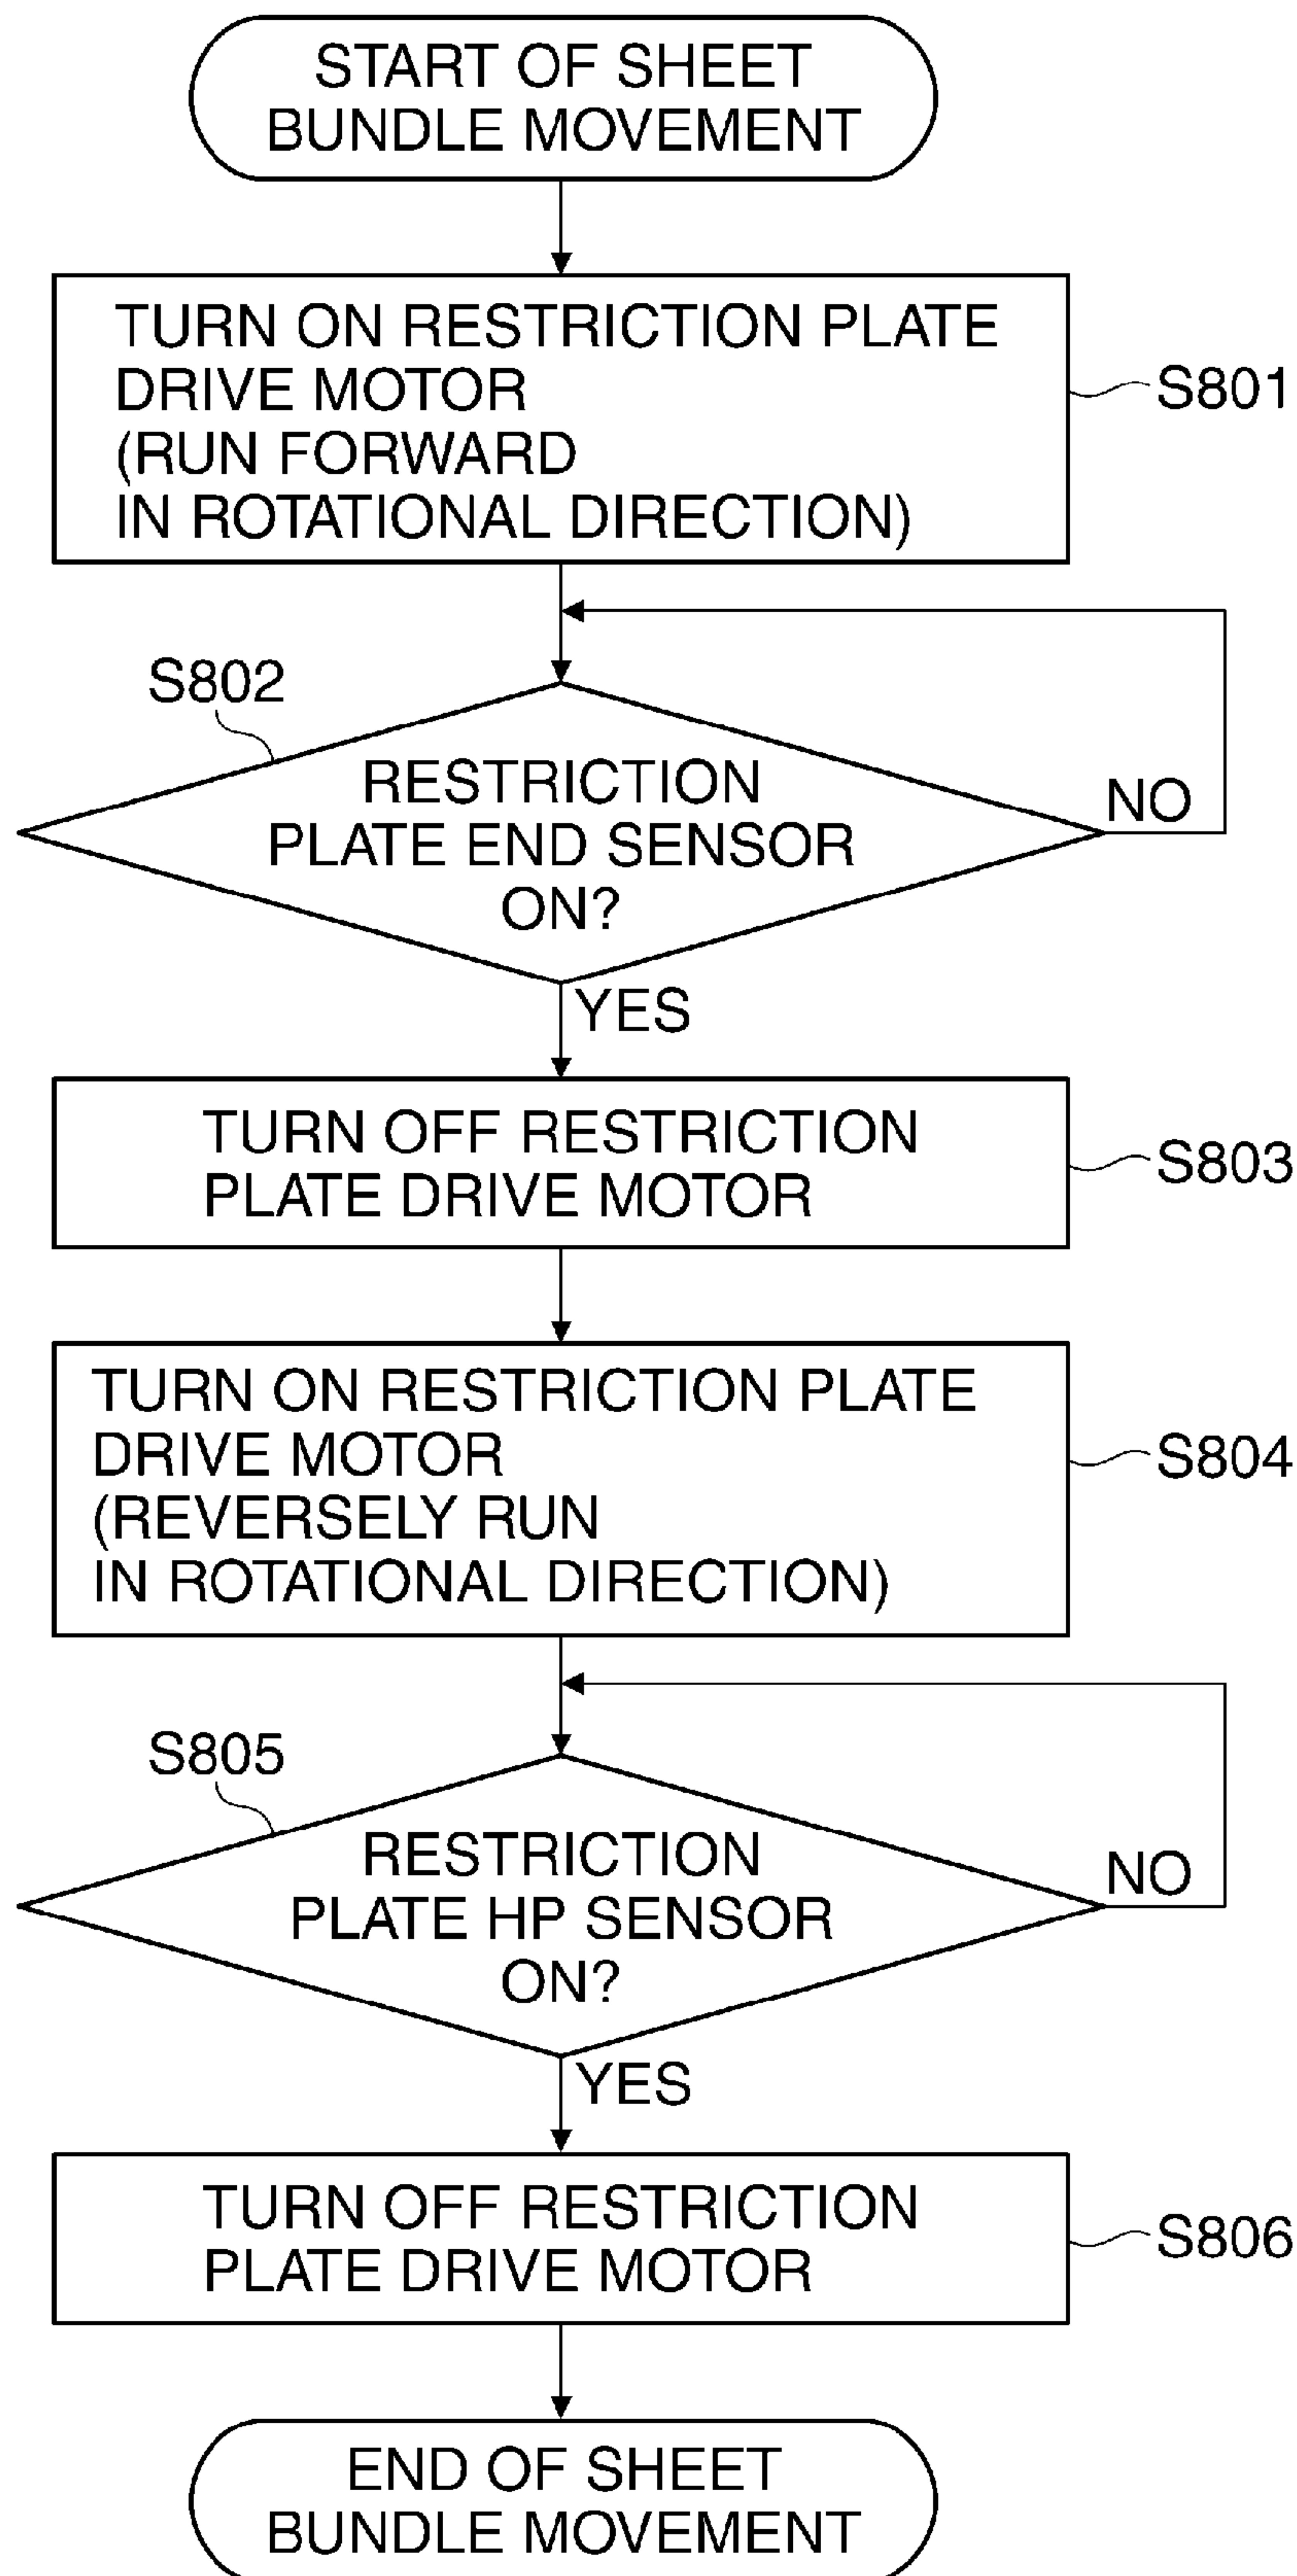 START OF SHEET
BUNDLE MOVEMENT
TURN ON RESTRICTION PLATE
DRIVE MOTOR
(RUN FORWARD
IN ROTATIONAL DIRECTION)
S801
S802
RESTRICTION
PLATE END SENSOR
ON?
NO
YES
TURN OFF RESTRICTION
PLATE DRIVE MOTOR
S803
TURN ON RESTRICTION PLATE
DRIVE MOTOR
(REVERSELY RUN
IN ROTATIONAL DIRECTION)
S804
S805
RESTRICTION
PLATE HP SENSOR
ON?
NO
YES
TURN OFF RESTRICTION
PLATE DRIVE MOTOR
S806
END OF SHEET
BUNDLE MOVEMENT